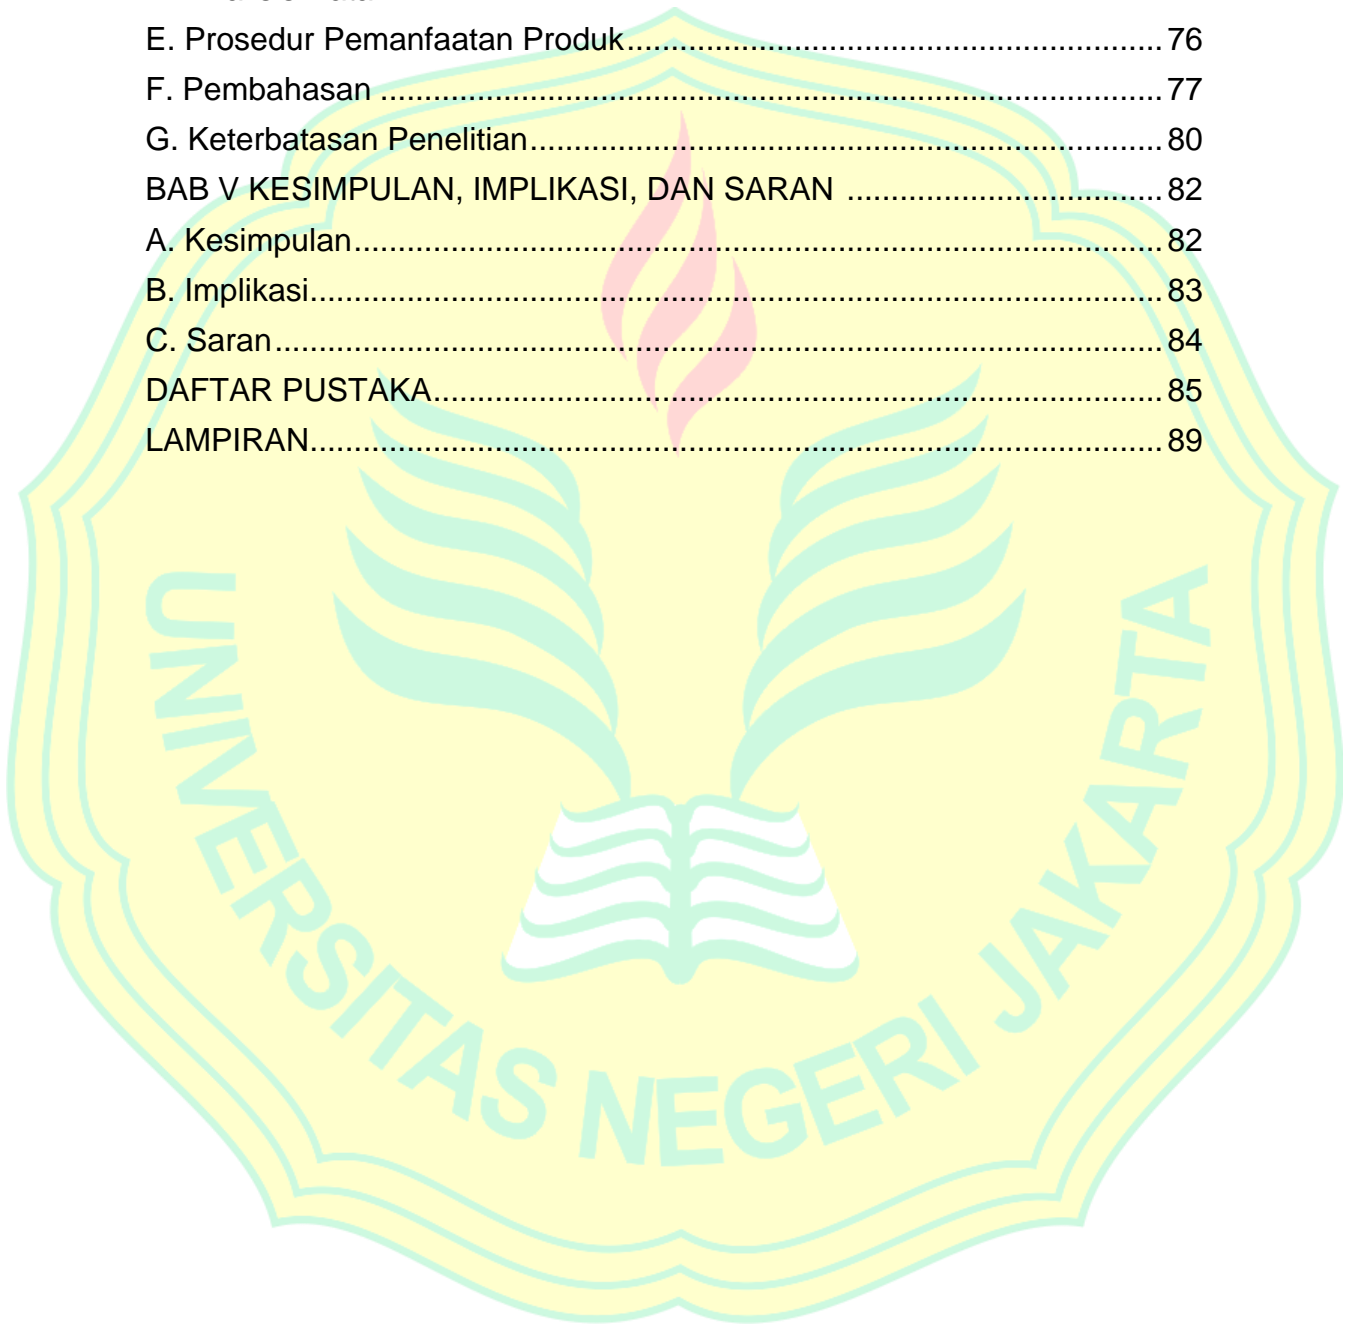 E. Prosedur Pemanfaatan Produk.............................................................. 76
F. Pembahasan .......................................................................................... 77
G. Keterbatasan Penelitian......................................................................... 80
BAB V KESIMPULAN, IMPLIKASI, DAN SARAN .................................... 82
A. Kesimpulan............................................................................................. 82
B. Implikasi.................................................................................................. 83
C. Saran...................................................................................................... 84
DAFTAR PUSTAKA.................................................................................... 85
LAMPIRAN.................................................................................................. 89
UNIVERSITAS NEGERI JAKARTA